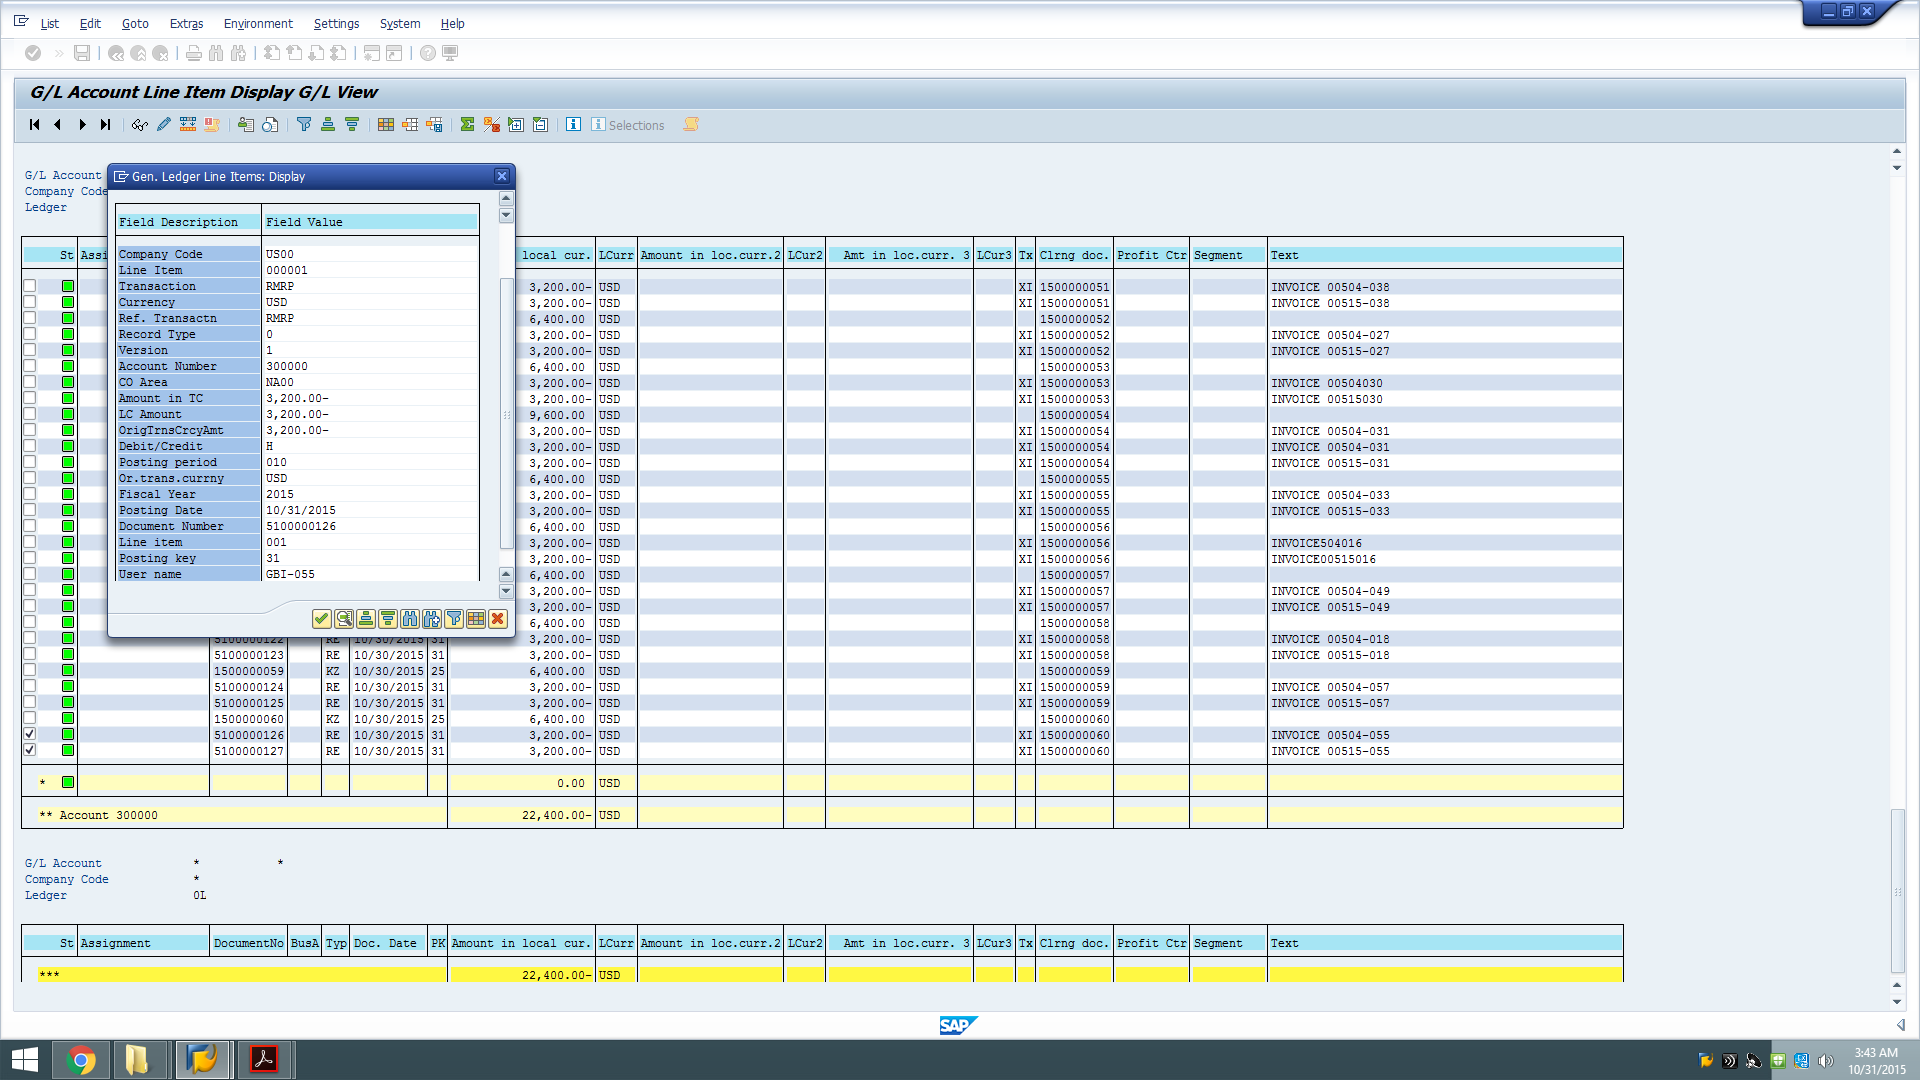 List Edit Goto Extras Environment Settings System Help
G/L Account Line Item Display G/L View
Selections
G/L Account
Company Code
Ledger
Gen. Ledger Line Items: Display
Field Description Field Value
Company Code US00
Line Item 000001
Transaction RMRP
Currency USD
Ref. Transactn RMRP
Record Type 0
Version 1
Account Number 300000
CO Area NA00
Amount in TC 3,200.00-
LC Amount 3,200.00-
OrigTrnsCrcyAmt 3,200.00-
Debit/Credit H
Posting period 010
Or.trans.currny USD
Fiscal Year 2015
Posting Date 10/31/2015
Document Number 5100000126
Line item 001
Posting key 31
User name GBI-055
St Assi local cur. LCurr Amount in loc.curr.2 LCur2 Amt in loc.curr. 3 LCur3 Tx Clrng doc. Profit Ctr Segment Text
3,200.00- USD XI 1500000051 INVOICE 00504-038
3,200.00- USD XI 1500000051 INVOICE 00515-038
6,400.00 USD 1500000052
3,200.00- USD XI 1500000052 INVOICE 00504-027
3,200.00- USD XI 1500000052 INVOICE 00515-027
6,400.00 USD 1500000053
3,200.00- USD XI 1500000053 INVOICE 00504030
3,200.00- USD XI 1500000053 INVOICE 00515030
9,600.00 USD 1500000054
3,200.00- USD XI 1500000054 INVOICE 00504-031
3,200.00- USD XI 1500000054 INVOICE 00504-031
3,200.00- USD XI 1500000054 INVOICE 00515-031
6,400.00 USD 1500000055
3,200.00- USD XI 1500000055 INVOICE 00504-033
3,200.00- USD XI 1500000055 INVOICE 00515-033
6,400.00 USD 1500000056
3,200.00- USD XI 1500000056 INVOICE504016
3,200.00- USD XI 1500000056 INVOICE00515016
6,400.00 USD 1500000057
3,200.00- USD XI 1500000057 INVOICE 00504-049
3,200.00- USD XI 1500000057 INVOICE 00515-049
6,400.00 USD 1500000058
5100000122 RE 10/30/2015 31 3,200.00- USD XI 1500000058 INVOICE 00504-018
5100000123 RE 10/30/2015 31 3,200.00- USD XI 1500000058 INVOICE 00515-018
1500000059 KZ 10/30/2015 25 6,400.00 USD 1500000059
5100000124 RE 10/30/2015 31 3,200.00- USD XI 1500000059 INVOICE 00504-057
5100000125 RE 10/30/2015 31 3,200.00- USD XI 1500000059 INVOICE 00515-057
1500000060 KZ 10/30/2015 25 6,400.00 USD 1500000060
5100000126 RE 10/30/2015 31 3,200.00- USD XI 1500000060 INVOICE 00504-055
5100000127 RE 10/30/2015 31 3,200.00- USD XI 1500000060 INVOICE 00515-055
* 0.00 USD
** Account 300000 22,400.00- USD
G/L Account * *
Company Code *
Ledger 0L
St Assignment DocumentNo BusA Typ Doc. Date PK Amount in local cur. LCurr Amount in loc.curr.2 LCur2 Amt in loc.curr. 3 LCur3 Tx Clrng doc. Profit Ctr Segment Text
*** 22,400.00- USD
SAP
3:43 AM
10/31/2015